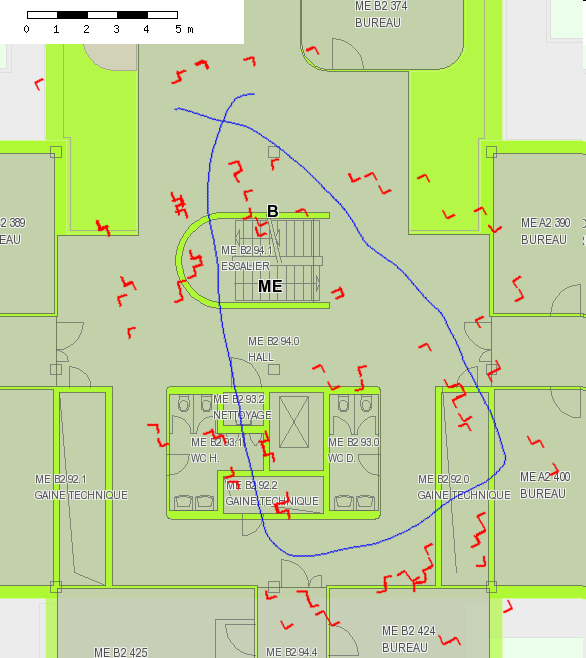 0 1 2 3 4 5 m
ME B2 374
BUREAU
B
2 389
EAU
ME A2 390
BUREAU
ME B2 94.1
ESCALIER
ME
ME B2 94.0
HALL
ME B2 93.2
NETTOYAGE
ME B2 93.1
WC H.
ME B2 93.0
WC D.
ME B2 92.1
GAINE TECHNIQUE
ME B2 92.2
GAINE TECHNIQUE
ME B2 92.0
GAINE TECHNIQUE
ME A2 400
BUREAU
ME B2 424
BUREAU
ME B2 425
ME B2 94.4